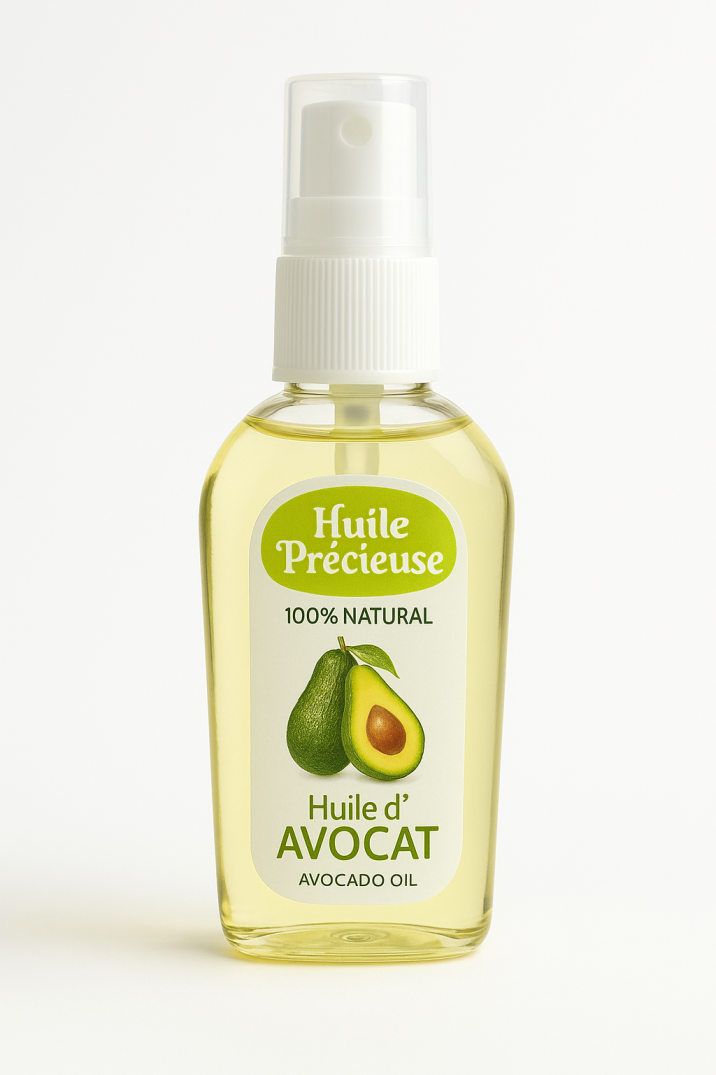 Huile
Précieuse
100% NATURAL
Huile d'
AVOCAT
AVOCADO OIL